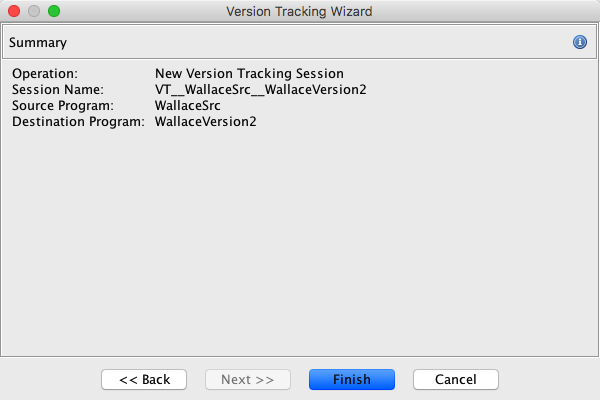 Version Tracking Wizard
Summary
Operation: New Version Tracking Session
Session Name: VT__WallaceSrc__WallaceVersion2
Source Program: WallaceSrc
Destination Program: WallaceVersion2
<< Back Next >> Finish Cancel